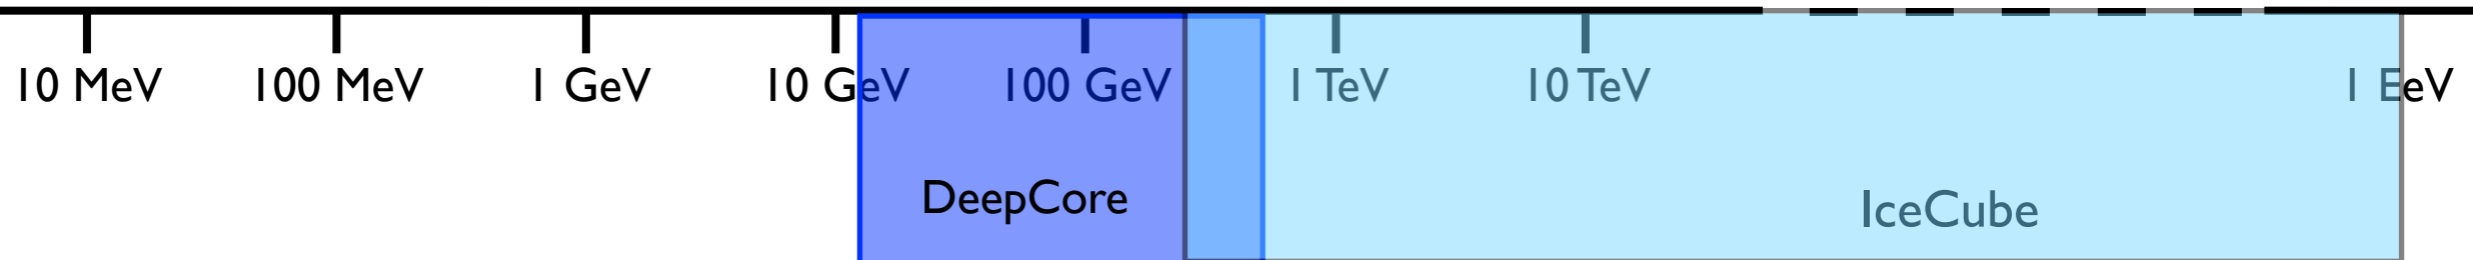 10 MeV 100 MeV 1 GeV 10 GeV 100 GeV 1 TeV 10 TeV 1 EeV
DeepCore IceCube